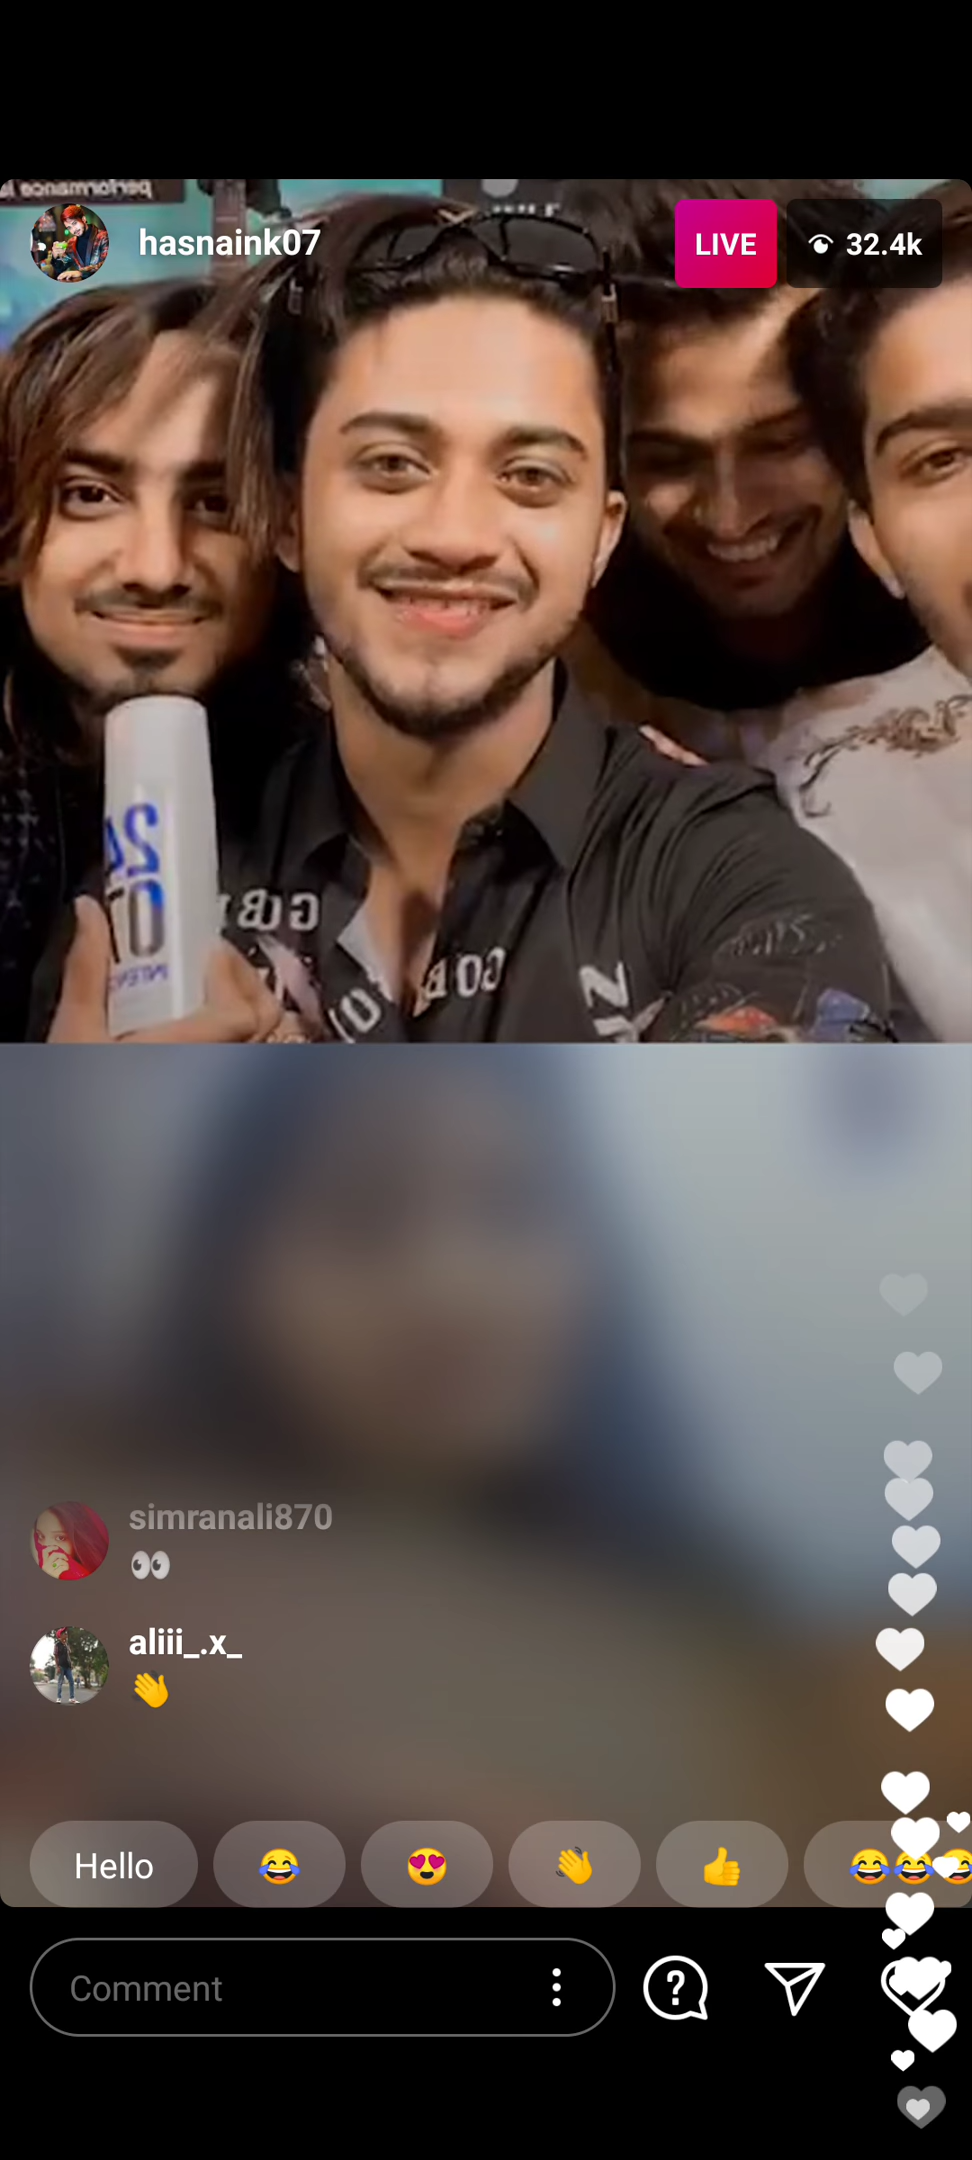 hasnaink07
LIVE
32.4k
simranali870
👀
aliii_.x_
👋
Hello
😂
😍
👋
👍
😂😂😂
Comment